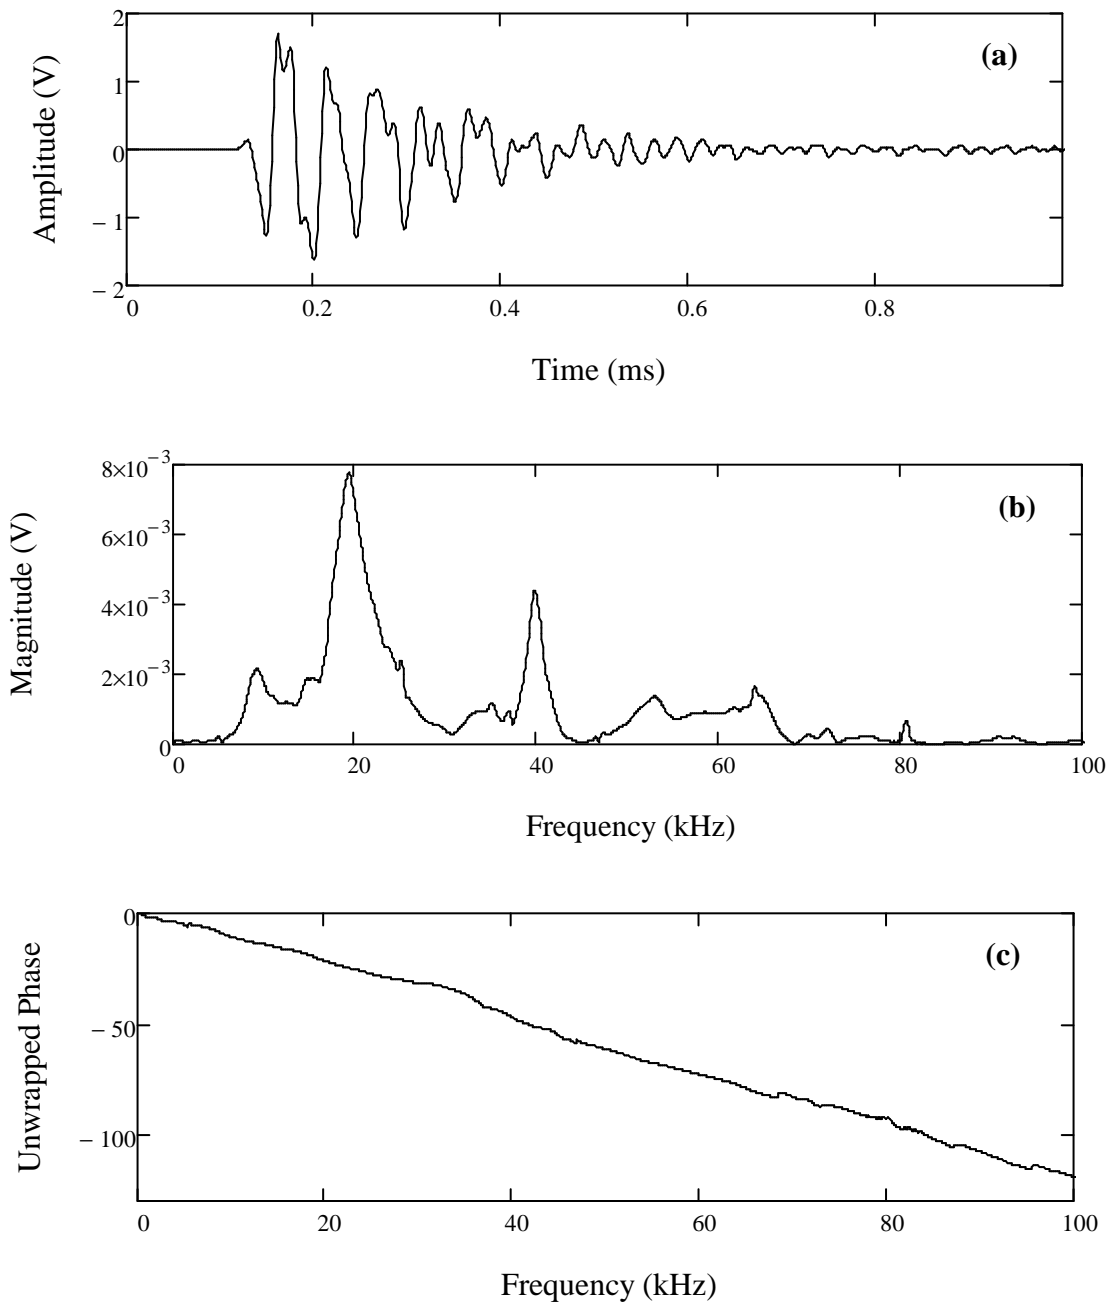 2
(a)
1
Amplitude (V)
0
− 1
− 2
0 0.2 0.4 0.6 0.8
Time (ms)
8×10⁻³
(b)
6×10⁻³
Magnitude (V)
4×10⁻³
2×10⁻³
0
0 20 40 60 80 100
Frequency (kHz)
0
(c)
Unwrapped Phase
− 50
− 100
0 20 40 60 80 100
Frequency (kHz)